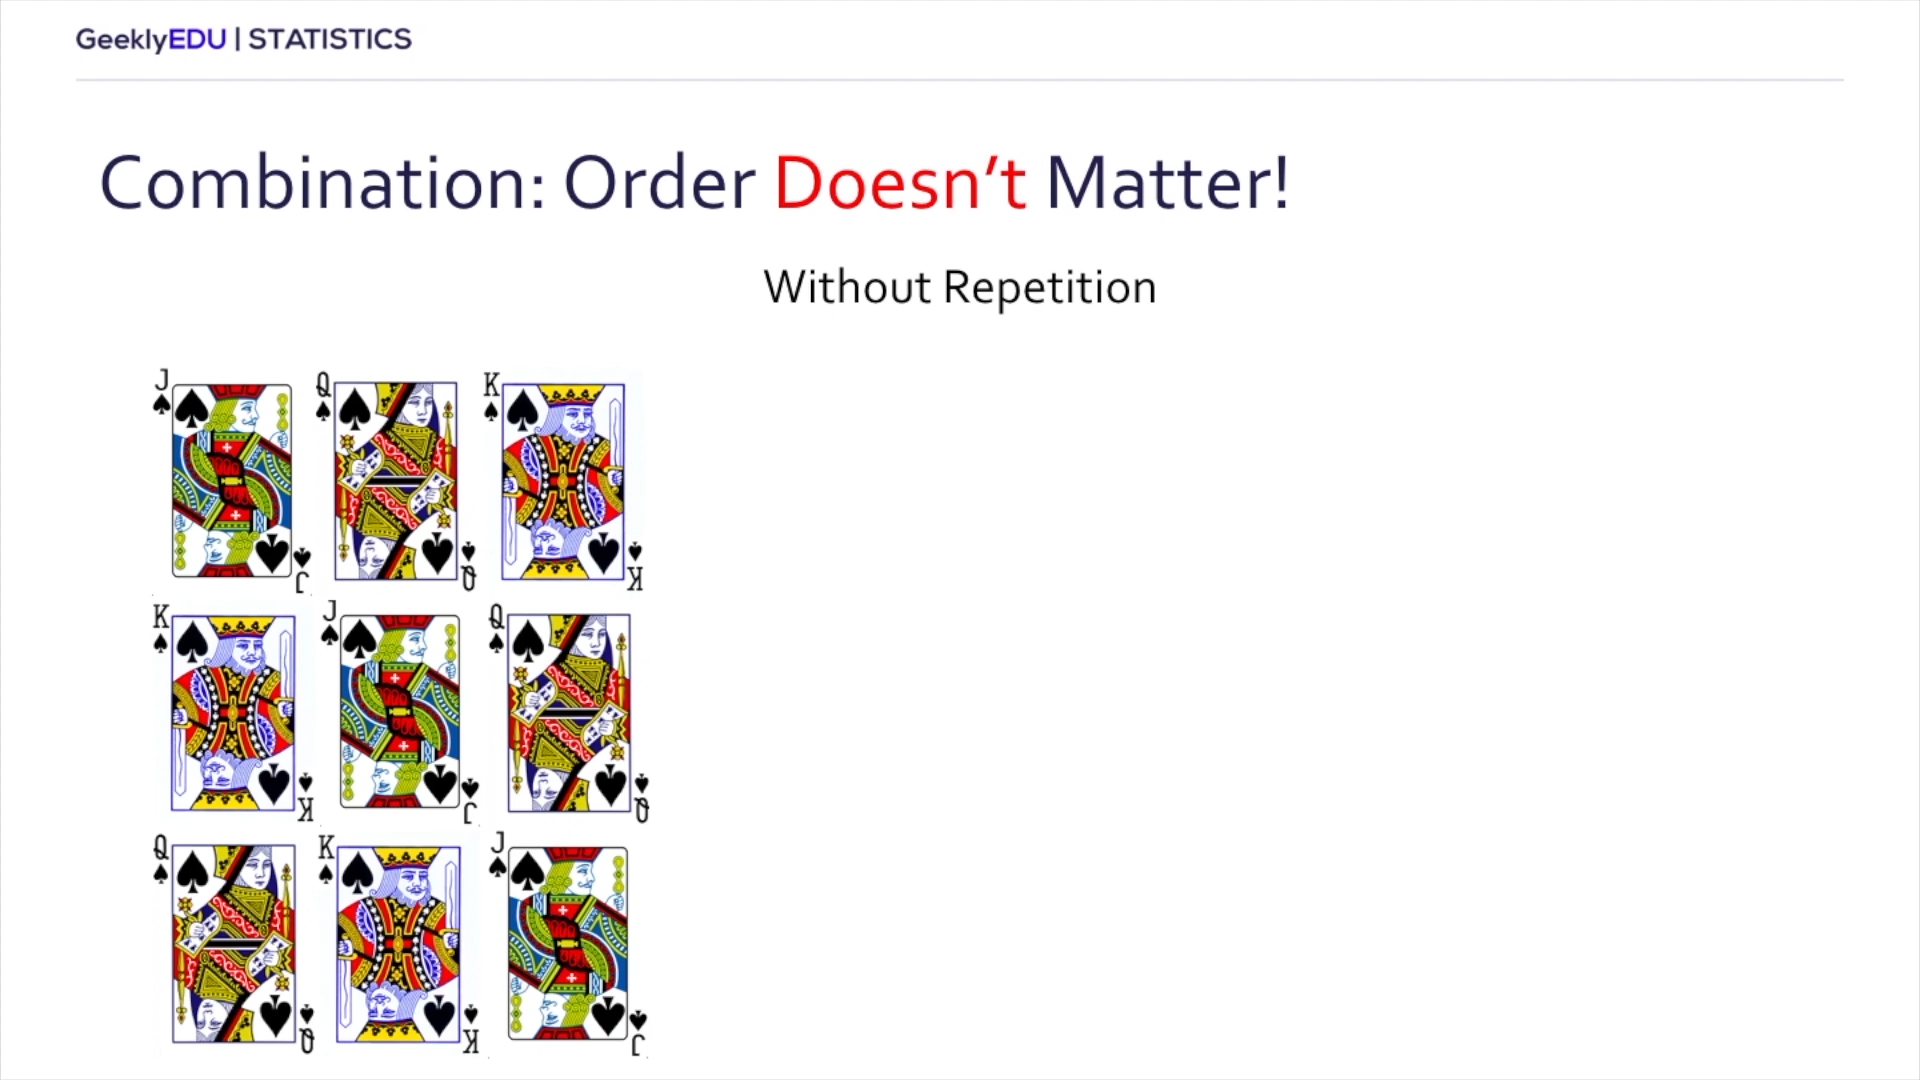 GeeklyEDU | STATISTICS
Combination: Order Doesn't Matter!
Without Repetition
J Q K
J Q K
K J Q
K J Q
Q K J
Q K J